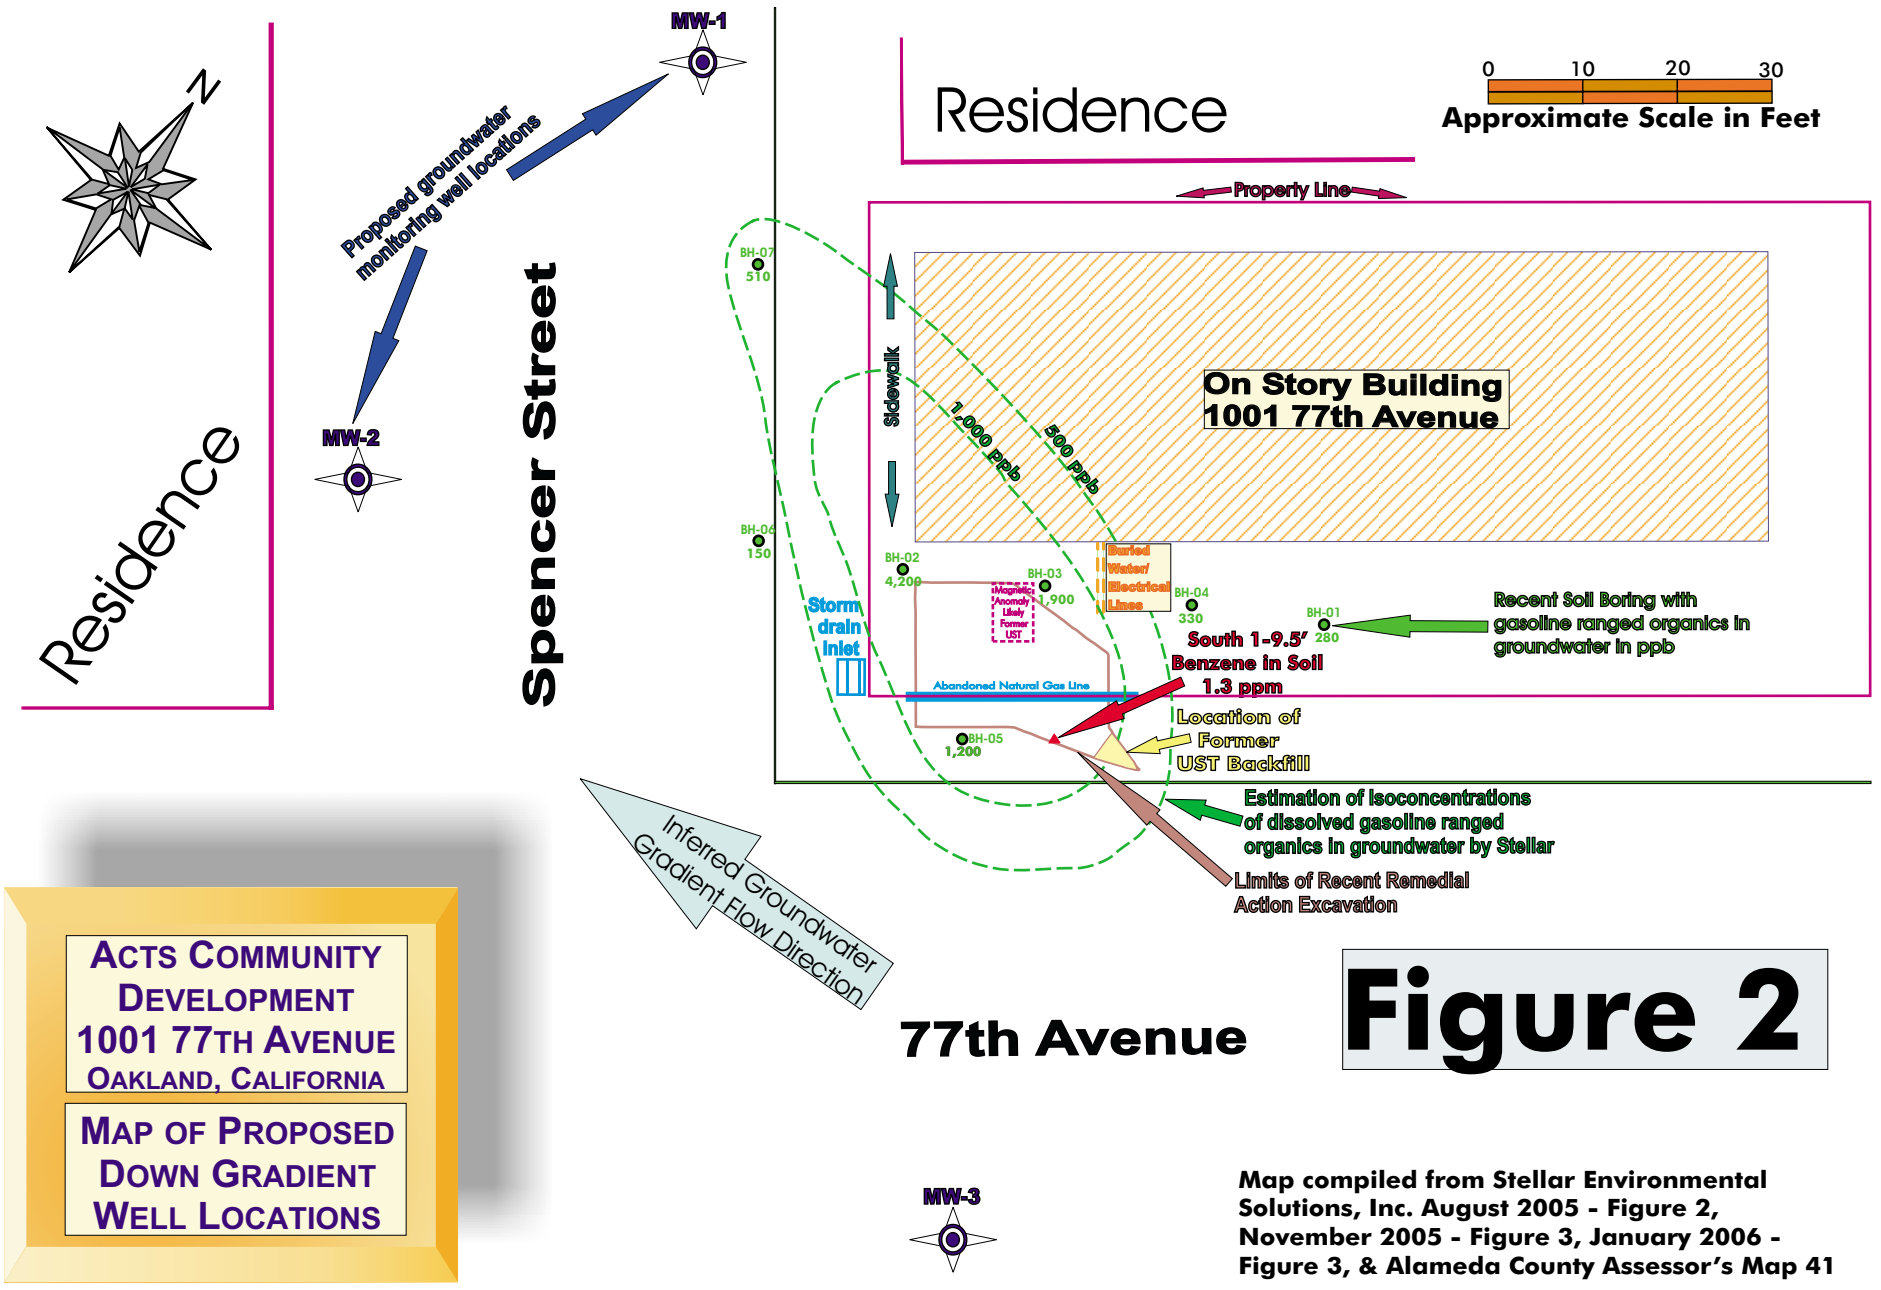 MW-1
N
Proposed groundwater
monitoring well locations
Residence
0 10 20 30
Approximate Scale in Feet
Property Line
BH-07
510
Sidewalk
On Story Building
1001 77th Avenue
1,000 ppb
500 ppb
MW-2
Spencer Street
Residence
BH-06
150
BH-02
4,200
BH-03
1,900
Magnetic
Anomaly
Likely
Former
UST
Buried
Water/
Electrical
Lines
BH-04
330
BH-01
280
Recent Soil Boring with
gasoline ranged organics in
groundwater in ppb
Storm
drain
Inlet
South 1-9.5'
Benzene in Soil
1.3 ppm
Abandoned Natural Gas Line
Location of
Former
UST Backfill
BH-05
1,200
Estimation of Isoconcentrations
of dissolved gasoline ranged
organics in groundwater by Stellar
Limits of Recent Remedial
Action Excavation
Inferred Groundwater
Gradient Flow Direction
77th Avenue
Figure 2
ACTS COMMUNITY
DEVELOPMENT
1001 77TH AVENUE
OAKLAND, CALIFORNIA
MAP OF PROPOSED
DOWN GRADIENT
WELL LOCATIONS
MW-3
Map compiled from Stellar Environmental
Solutions, Inc. August 2005 - Figure 2,
November 2005 - Figure 3, January 2006 -
Figure 3, & Alameda County Assessor's Map 41